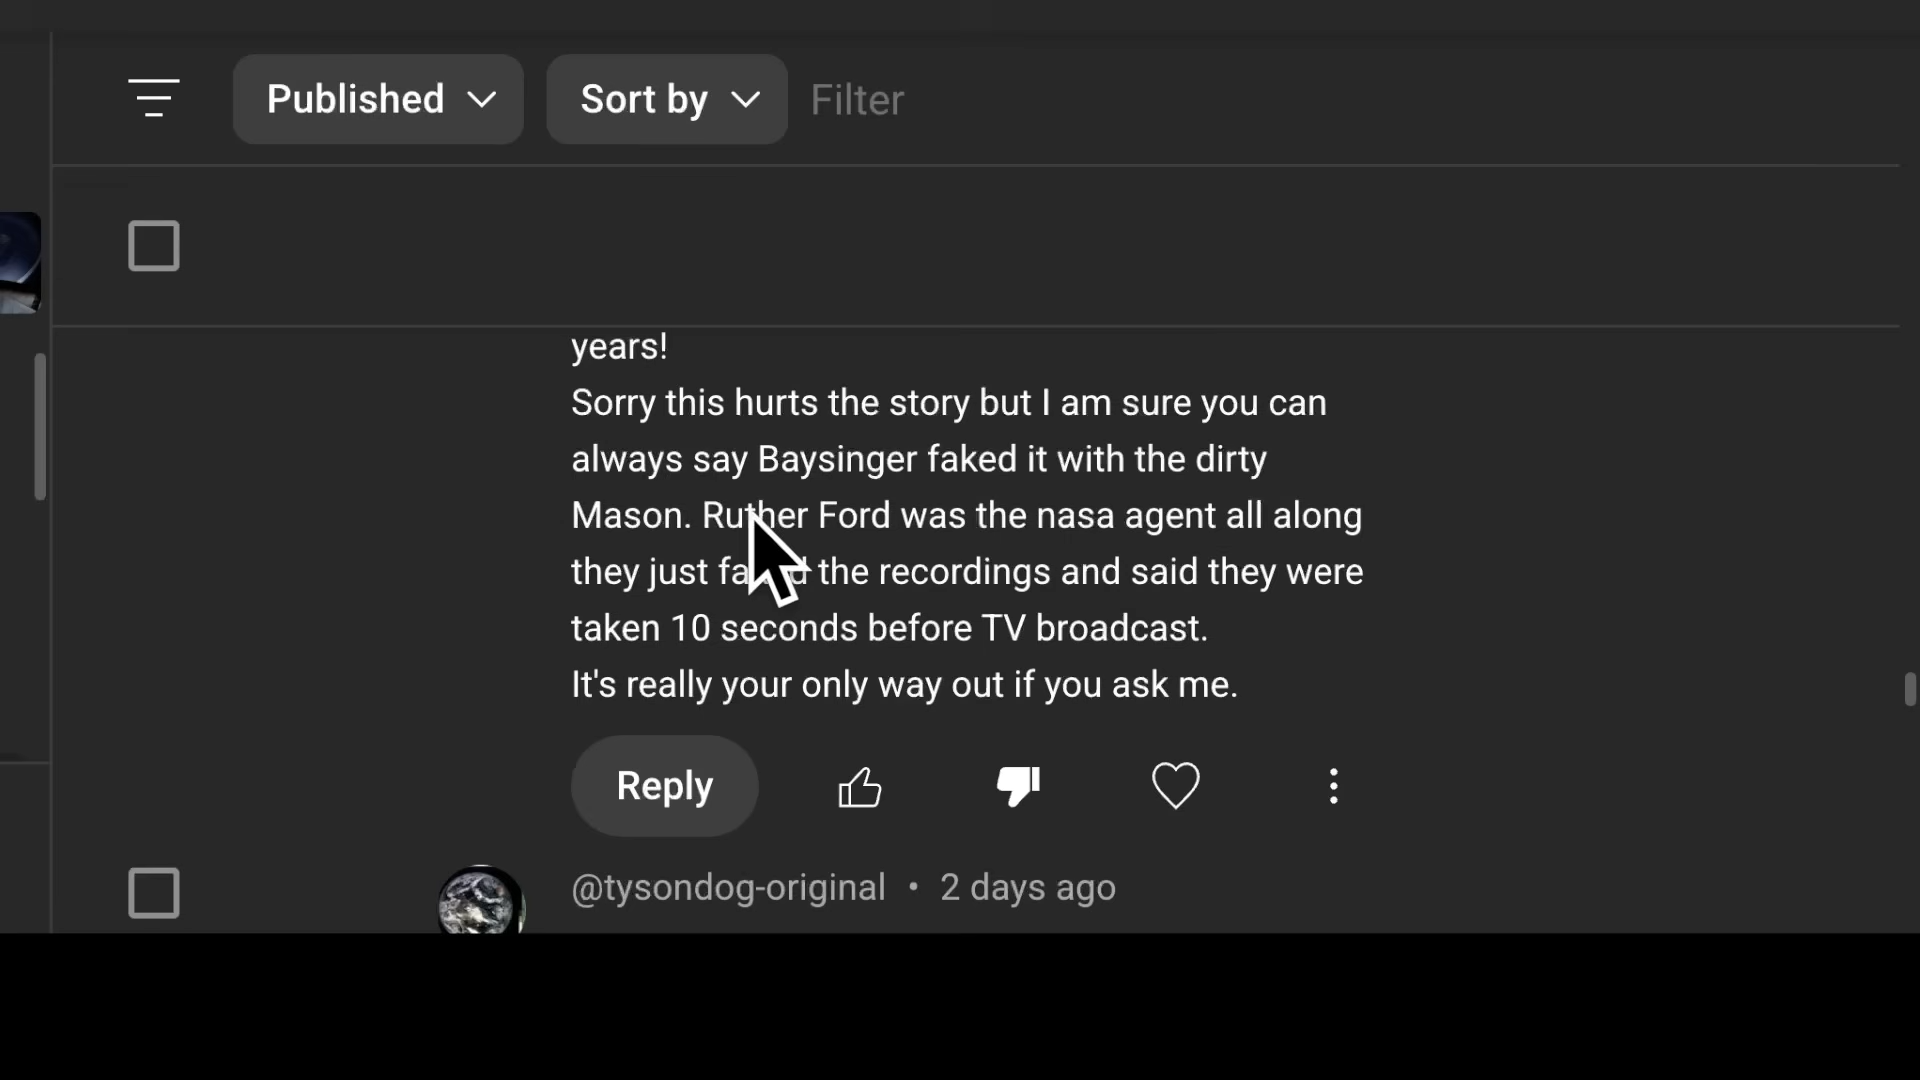 Published
Sort by
Filter
years!
Sorry this hurts the story but I am sure you can
always say Baysinger faked it with the dirty
Mason. Ruther Ford was the nasa agent all along
they just the recordings and said they were
taken 10 seconds before TV broadcast.
It's really your only way out if you ask me.
Reply
@tysondog-original • 2 days ago